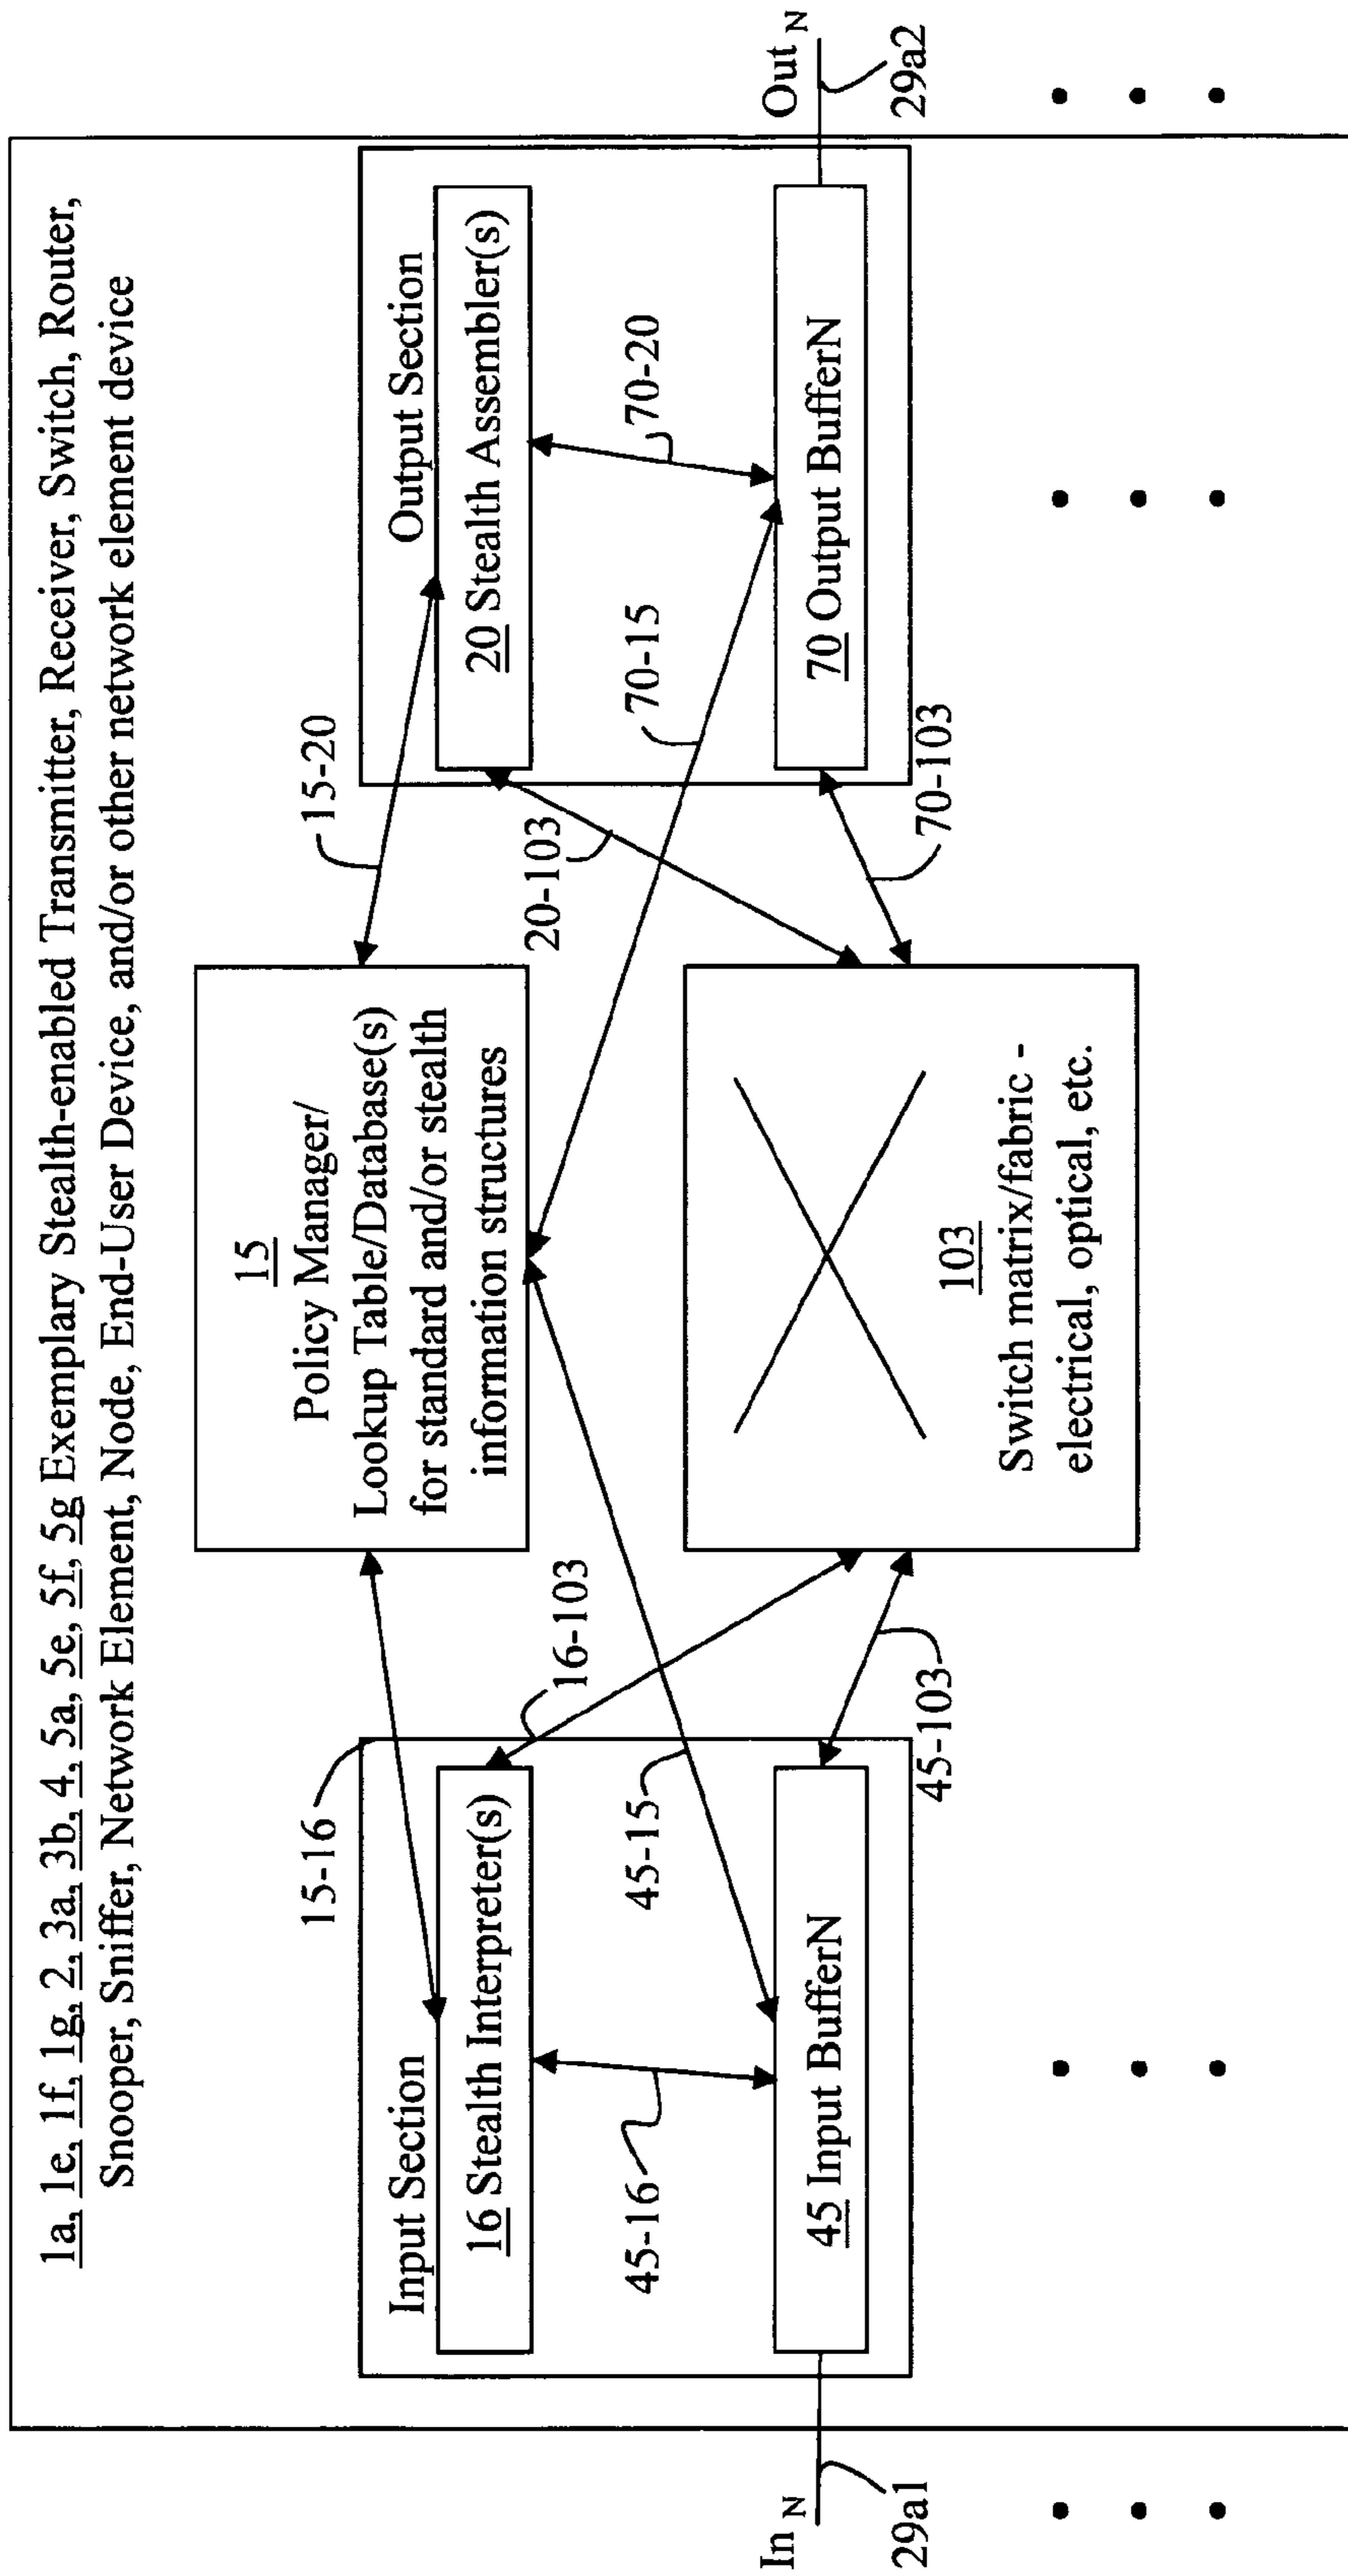 1a, 1e, 1f, 1g, 2, 3a, 3b, 4, 5a, 5e, 5f, 5g Exemplary Stealth-enabled Transmitter, Receiver, Switch, Router,
Snooper, Sniffer, Network Element, Node, End-User Device, and/or other network element device
Input Section
16 Stealth Interpreter(s)
45-16
45 Input BufferN
In N
29a1
15-16
16-103
45-15
45-103
15
Policy Manager/
Lookup Table/Database(s)
for standard and/or stealth
information structures
103
Switch matrix/fabric -
electrical, optical, etc.
15-20
20-103
70-15
70-103
Output Section
20 Stealth Assembler(s)
70-20
70 Output BufferN
Out N
29a2